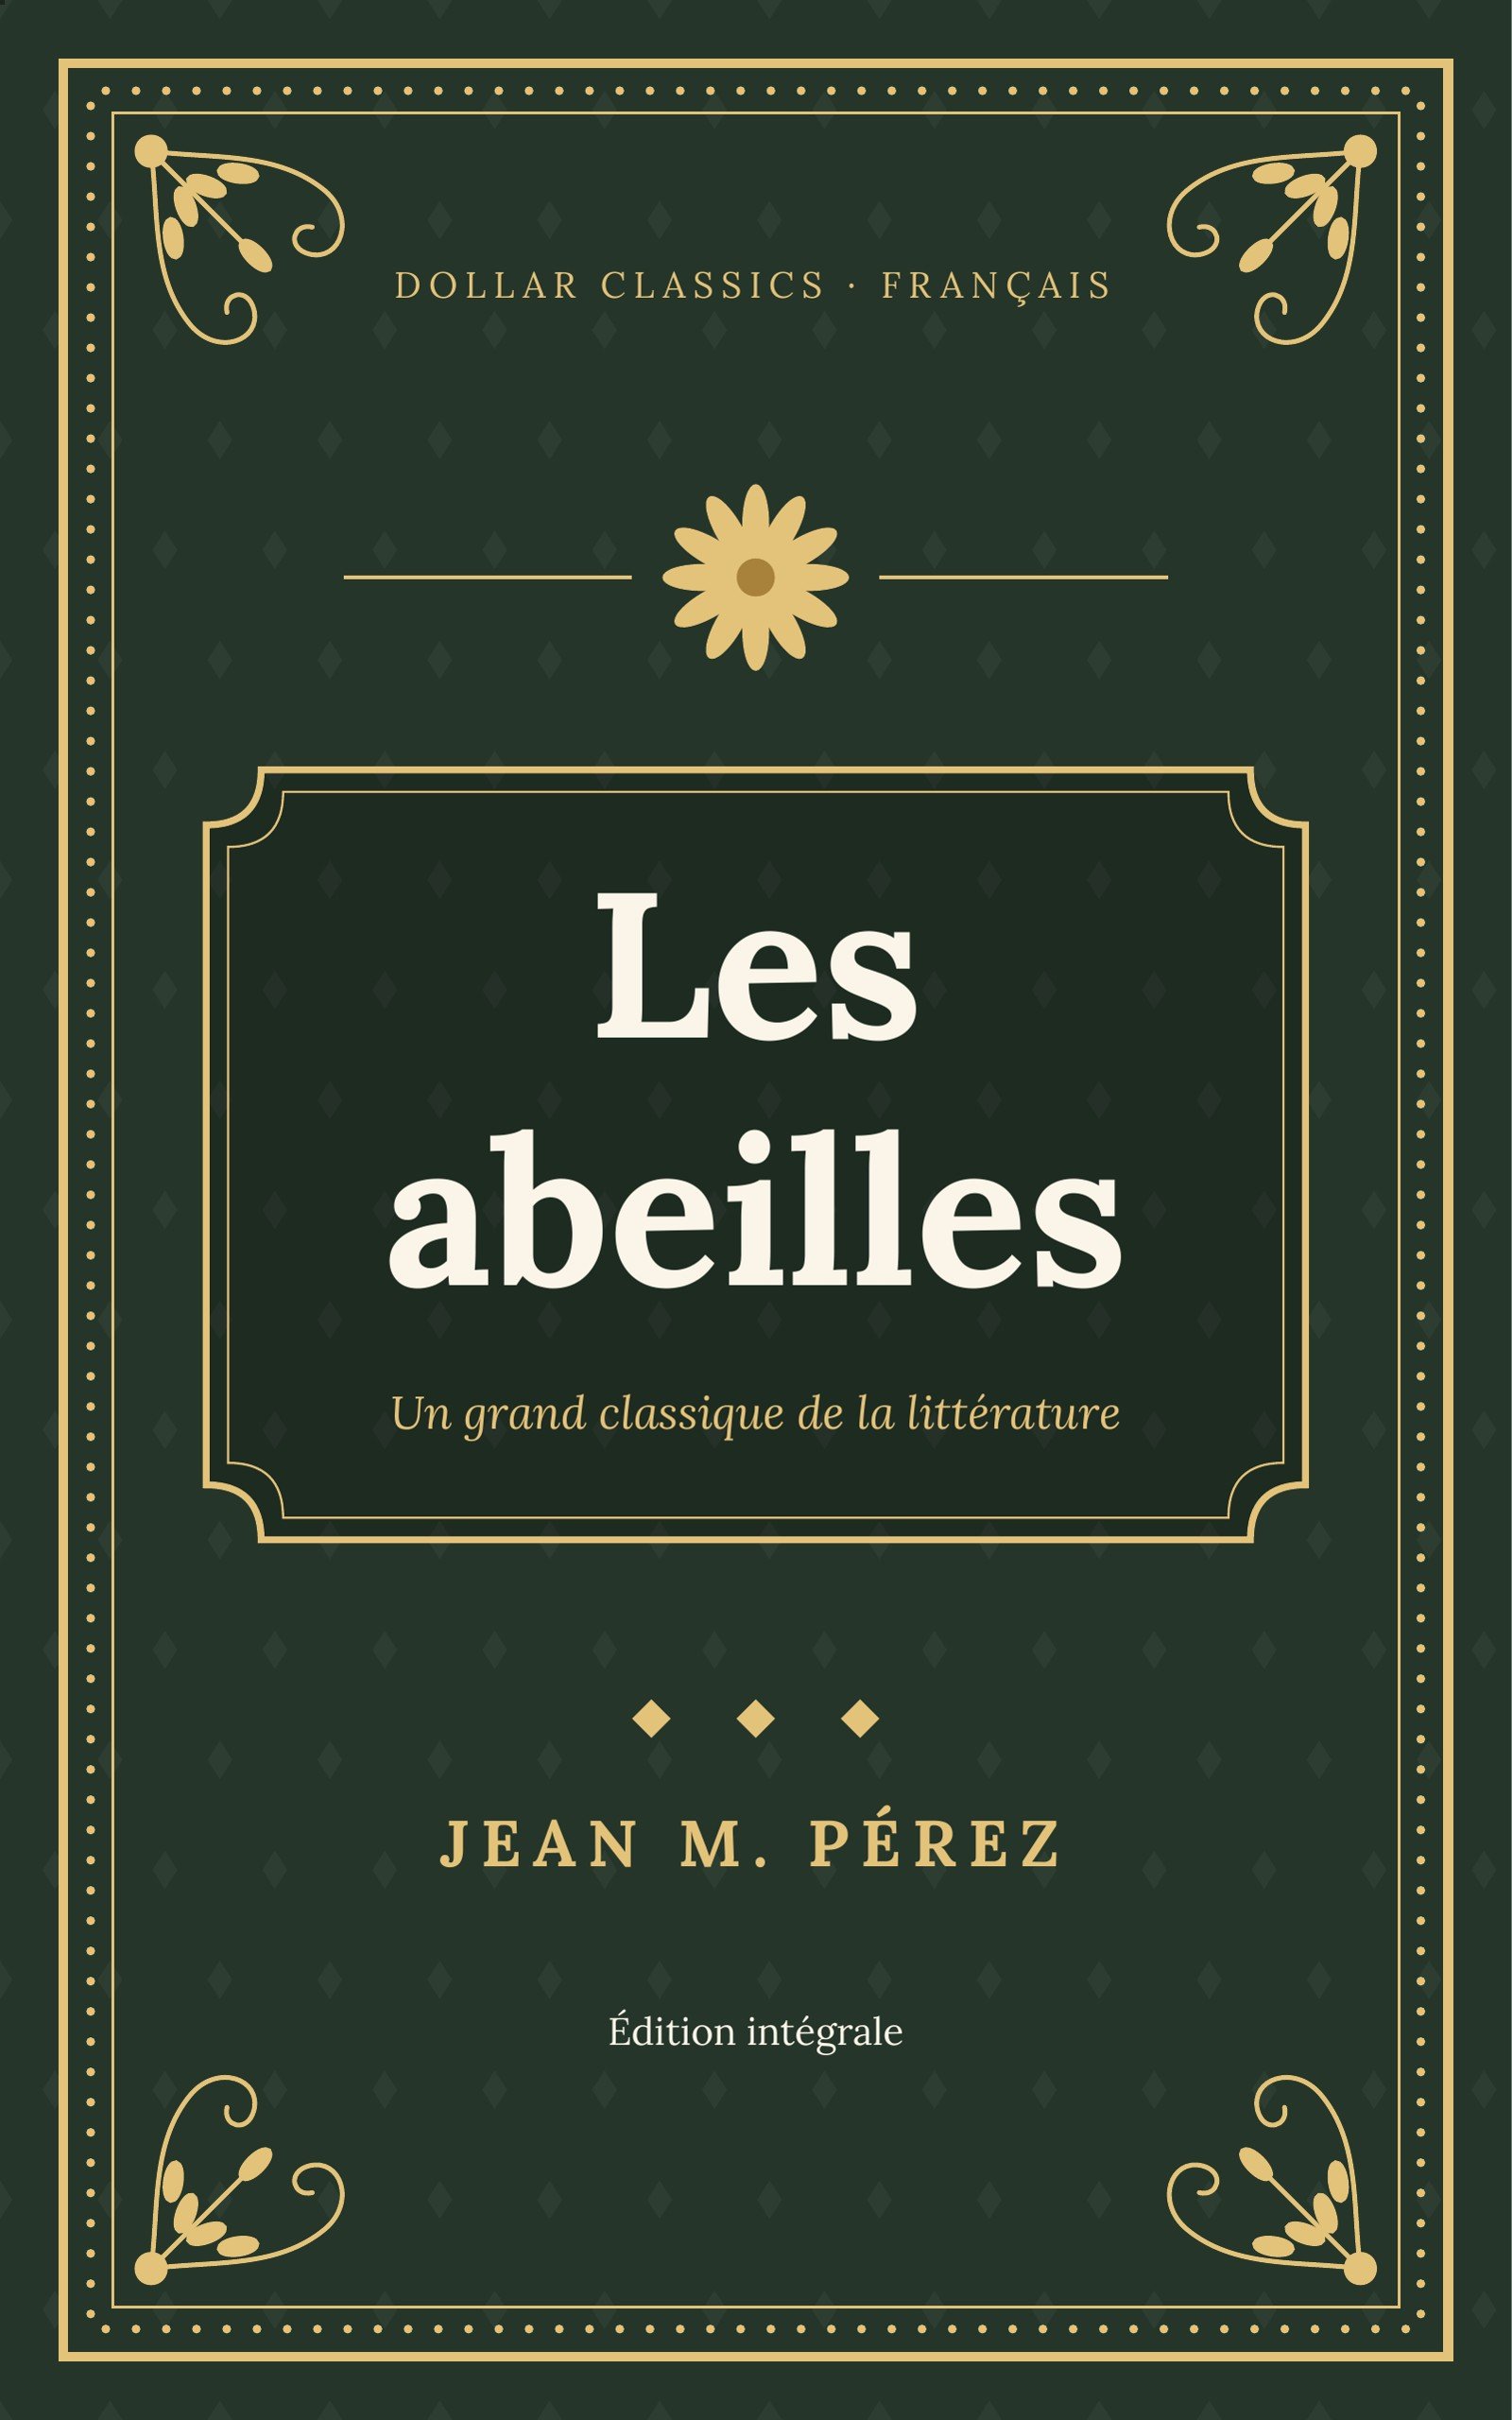 DOLLAR CLASSICS · FRANÇAIS
Les
abeilles
Un grand classique de la littérature
JEAN M. PÉREZ
Édition intégrale